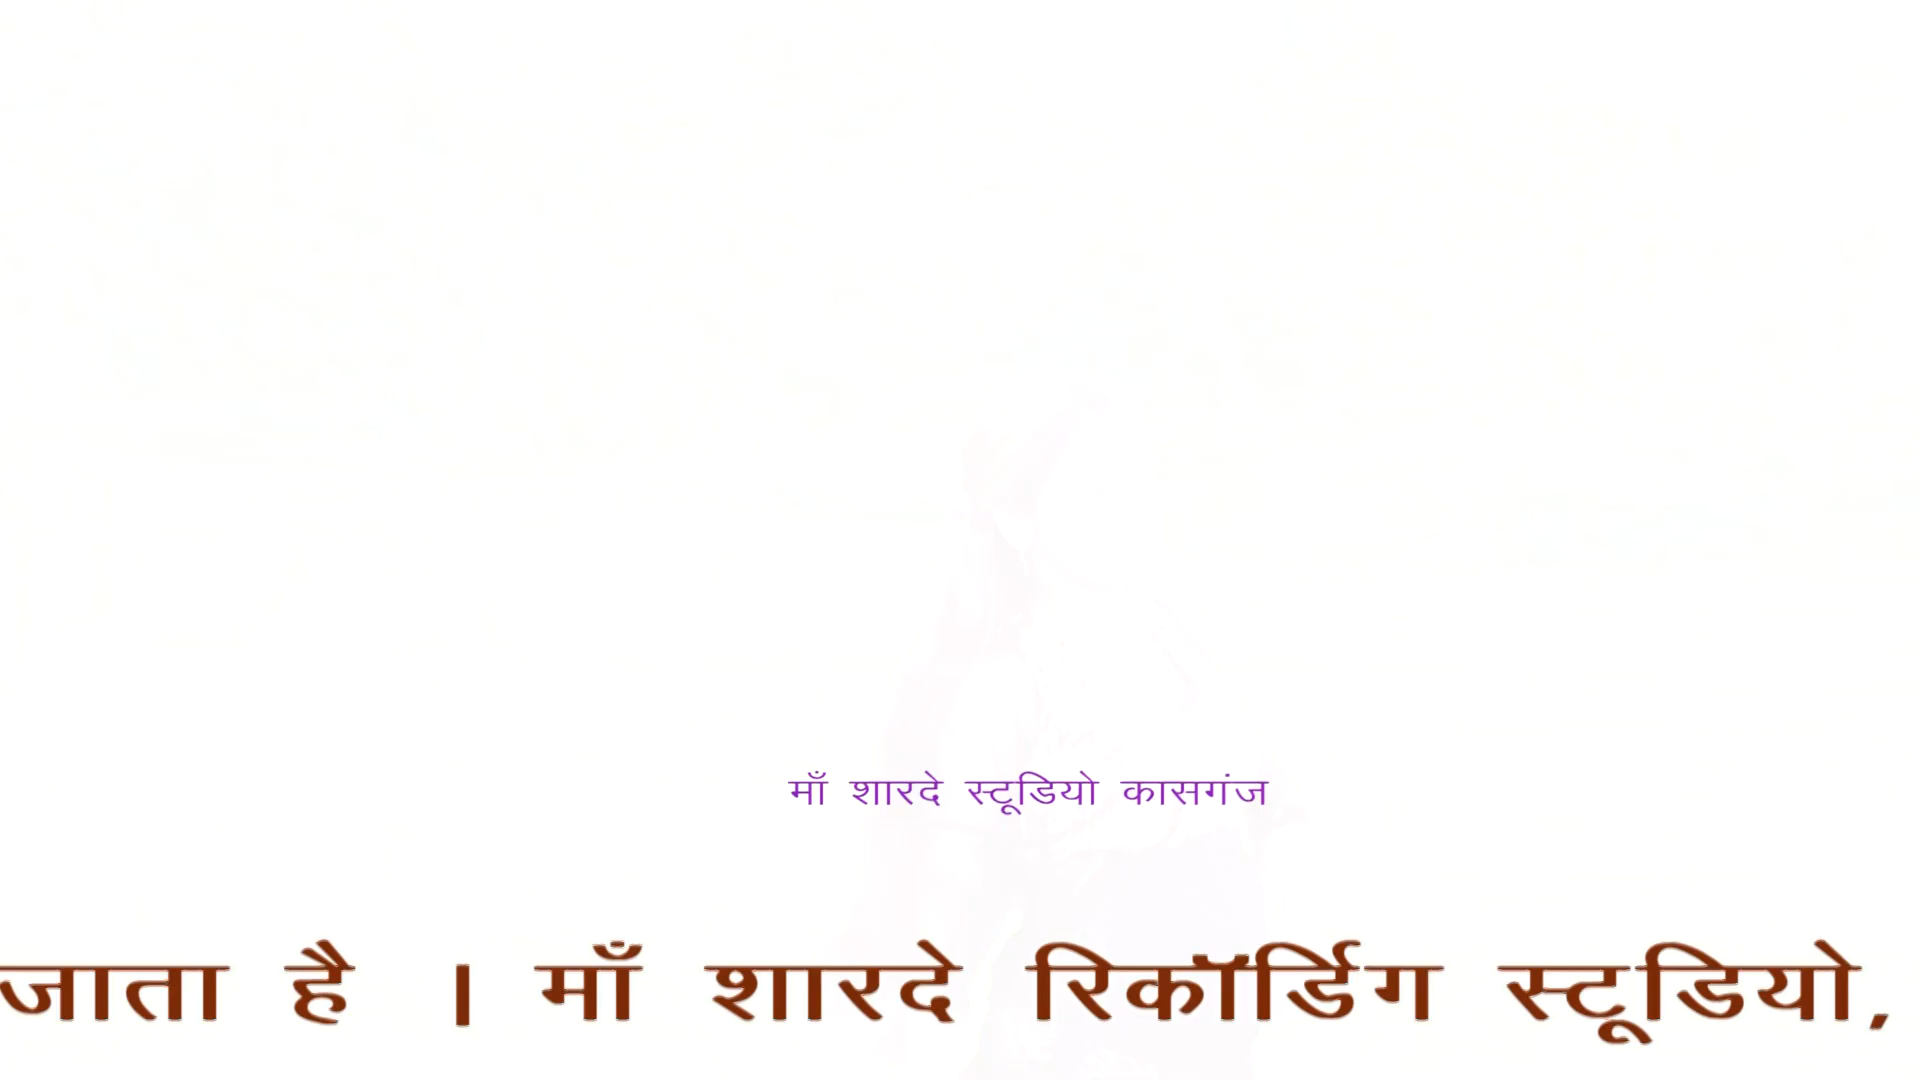 माँ शारदे स्टूडियो कासगंज
जाता है । माँ शारदे रिकॉर्डिग स्टूडियो,